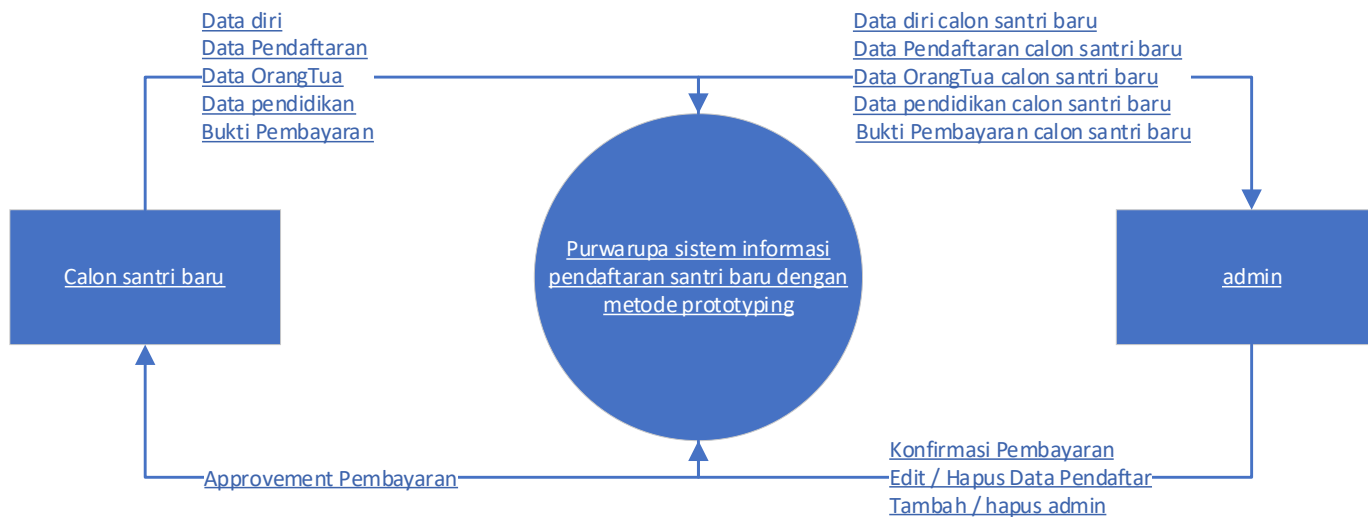 Data diri
Data Pendaftaran
Data OrangTua
Data pendidikan
Bukti Pembayaran
Data diri calon santri baru
Data Pendaftaran calon santri baru
Data OrangTua calon santri baru
Data pendidikan calon santri baru
Bukti Pembayaran calon santri baru
Calon santri baru
Purwarupa sistem informasi
pendaftaran santri baru dengan
metode prototyping
admin
Approvement Pembayaran
Konfirmasi Pembayaran
Edit / Hapus Data Pendaftar
Tambah / hapus admin